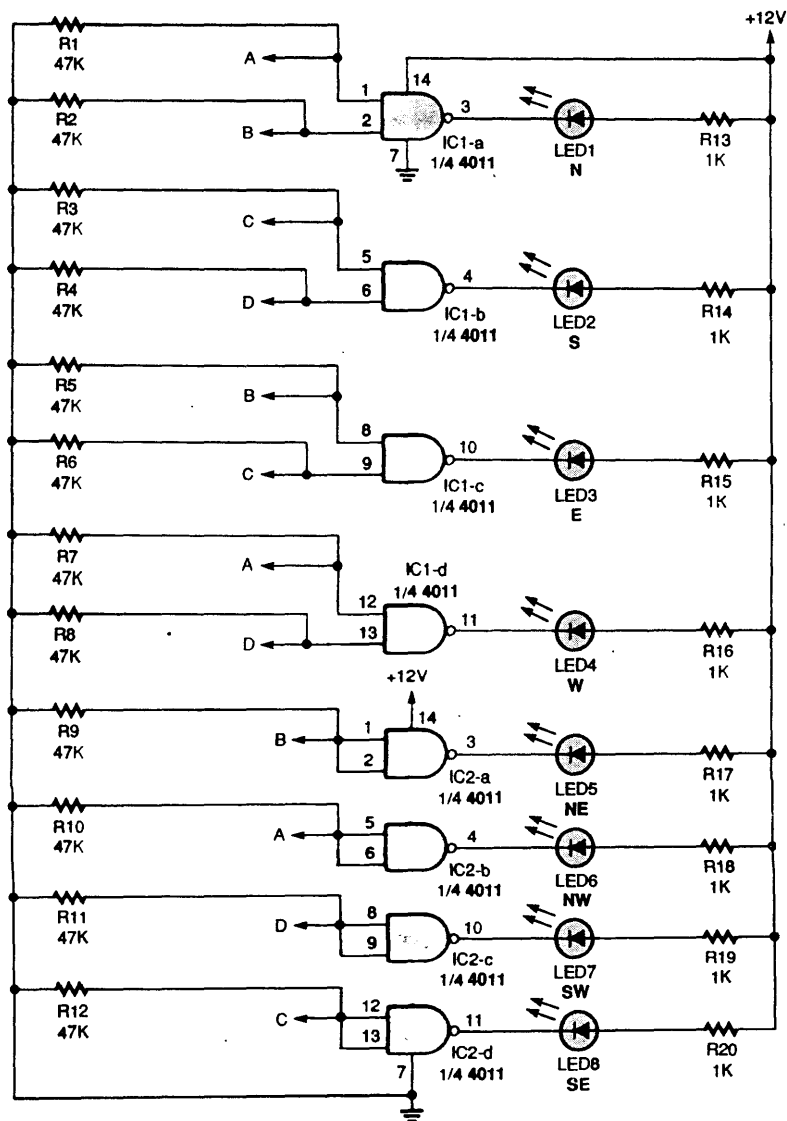 +12V
R1
47K
A
14
1
2
3
7
IC1-a
1/4 4011
LED1
N
R13
1K
R2
47K
B
R3
47K
C
5
6
4
IC1-b
1/4 4011
LED2
S
R14
1K
R4
47K
D
R5
47K
B
8
9
10
IC1-c
1/4 4011
LED3
E
R15
1K
R6
47K
C
R7
47K
A
IC1-d
1/4 4011
12
13
11
LED4
W
R16
1K
R8
47K
D
+12V
14
R9
47K
B
1
2
3
IC2-a
1/4 4011
LED5
NE
R17
1K
R10
47K
A
5
6
4
IC2-b
1/4 4011
LED6
NW
R18
1K
R11
47K
D
8
9
10
IC2-c
1/4 4011
LED7
SW
R19
1K
R12
47K
C
12
13
11
7
IC2-d
1/4 4011
LED8
SE
R20
1K